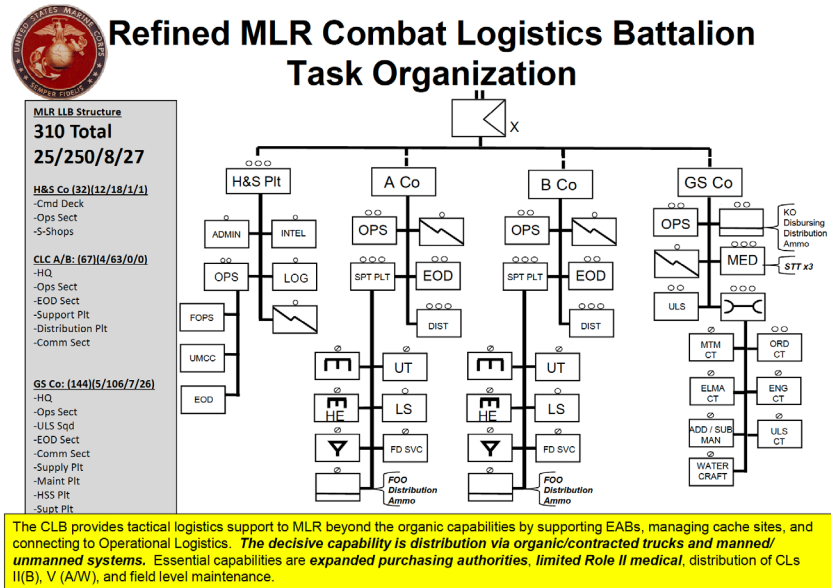 UNITED STATES MARINE CORPS
SEMPER FIDELIS
Refined MLR Combat Logistics Battalion
Task Organization
X
MLR LLB Structure
310 Total
25/250/8/27
H&S Co (32)(12/18/1/1)
-Cmd Deck
-Ops Sect
-S-Shops
CLC A/B: (67)(4/63/0/0)
-HQ
-Ops Sect
-EOD Sect
-Support Plt
-Distribution Plt
-Comm Sect
GS Co: (144)(5/106/7/26)
-HQ
-Ops Sect
-ULS Sqd
-EOD Sect
-Comm Sect
-Supply Plt
-Maint Plt
-HSS Plt
-Supt Plt
H&S Plt
ADMIN
INTEL
OPS
LOG
FOPS
UMCC
EOD
A Co
OPS
SPT PLT
EOD
DIST
UT
HE
LS
FD SVC
FOO
Distribution
Ammo
B Co
OPS
SPT PLT
EOD
DIST
UT
HE
LS
FD SVC
FOO
Distribution
Ammo
GS Co
OPS
KO
Disbursing
Distribution
Ammo
MED
STT x3
ULS
MTM
CT
ORD
CT
ELMA
CT
ENG
CT
ADD / SUB
MAN
ULS
CT
WATER
CRAFT
The CLB provides tactical logistics support to MLR beyond the organic capabilities by supporting EABs, managing cache sites, and
connecting to Operational Logistics. The decisive capability is distribution via organic/contracted trucks and manned/
unmanned systems. Essential capabilities are expanded purchasing authorities, limited Role II medical, distribution of CLs
II(B), V (A/W), and field level maintenance.